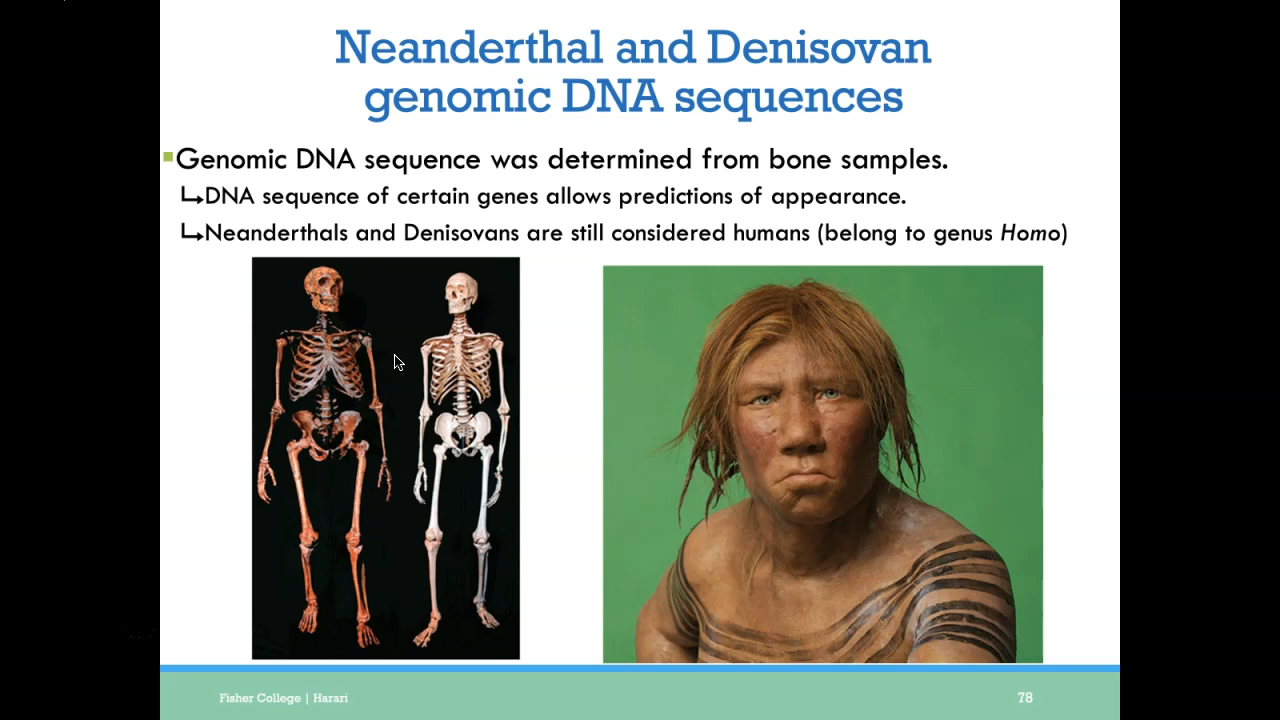 Neanderthal and Denisovan
genomic DNA sequences
Genomic DNA sequence was determined from bone samples.
DNA sequence of certain genes allows predictions of appearance.
Neanderthals and Denisovans are still considered humans (belong to genus Homo)
Fisher College | Harari
78